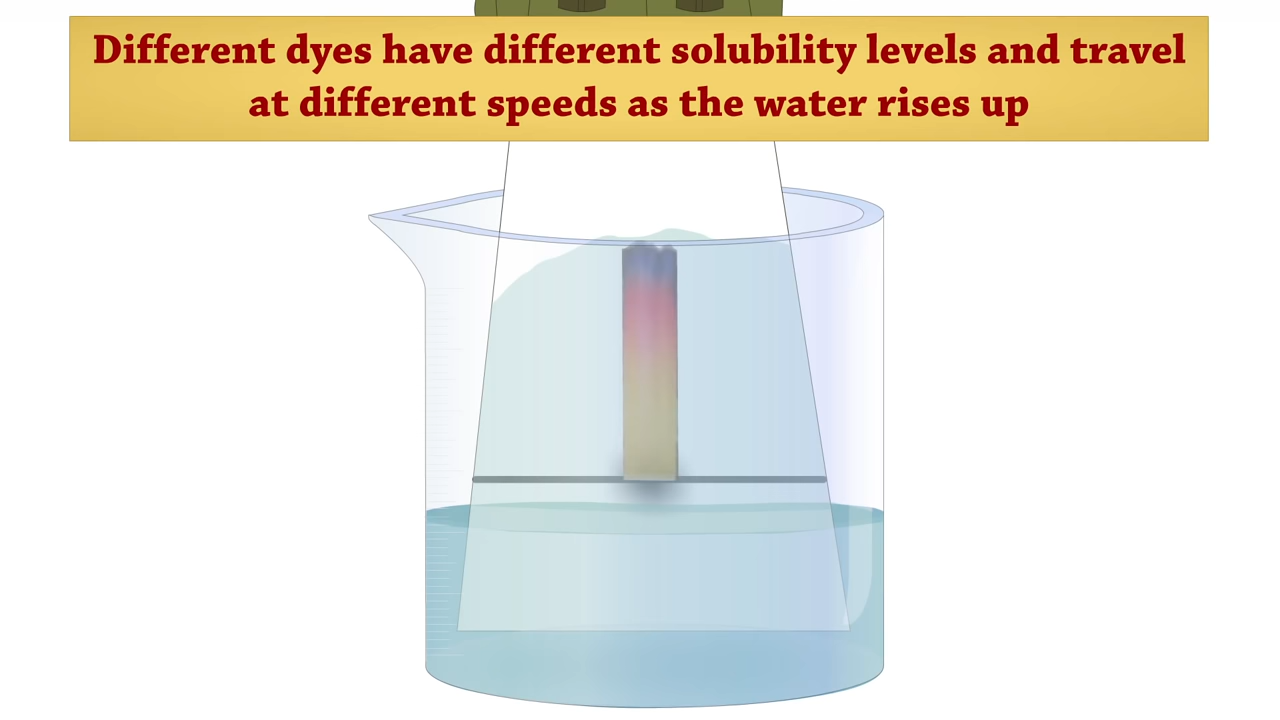 Different dyes have different solubility levels and travel
at different speeds as the water rises up